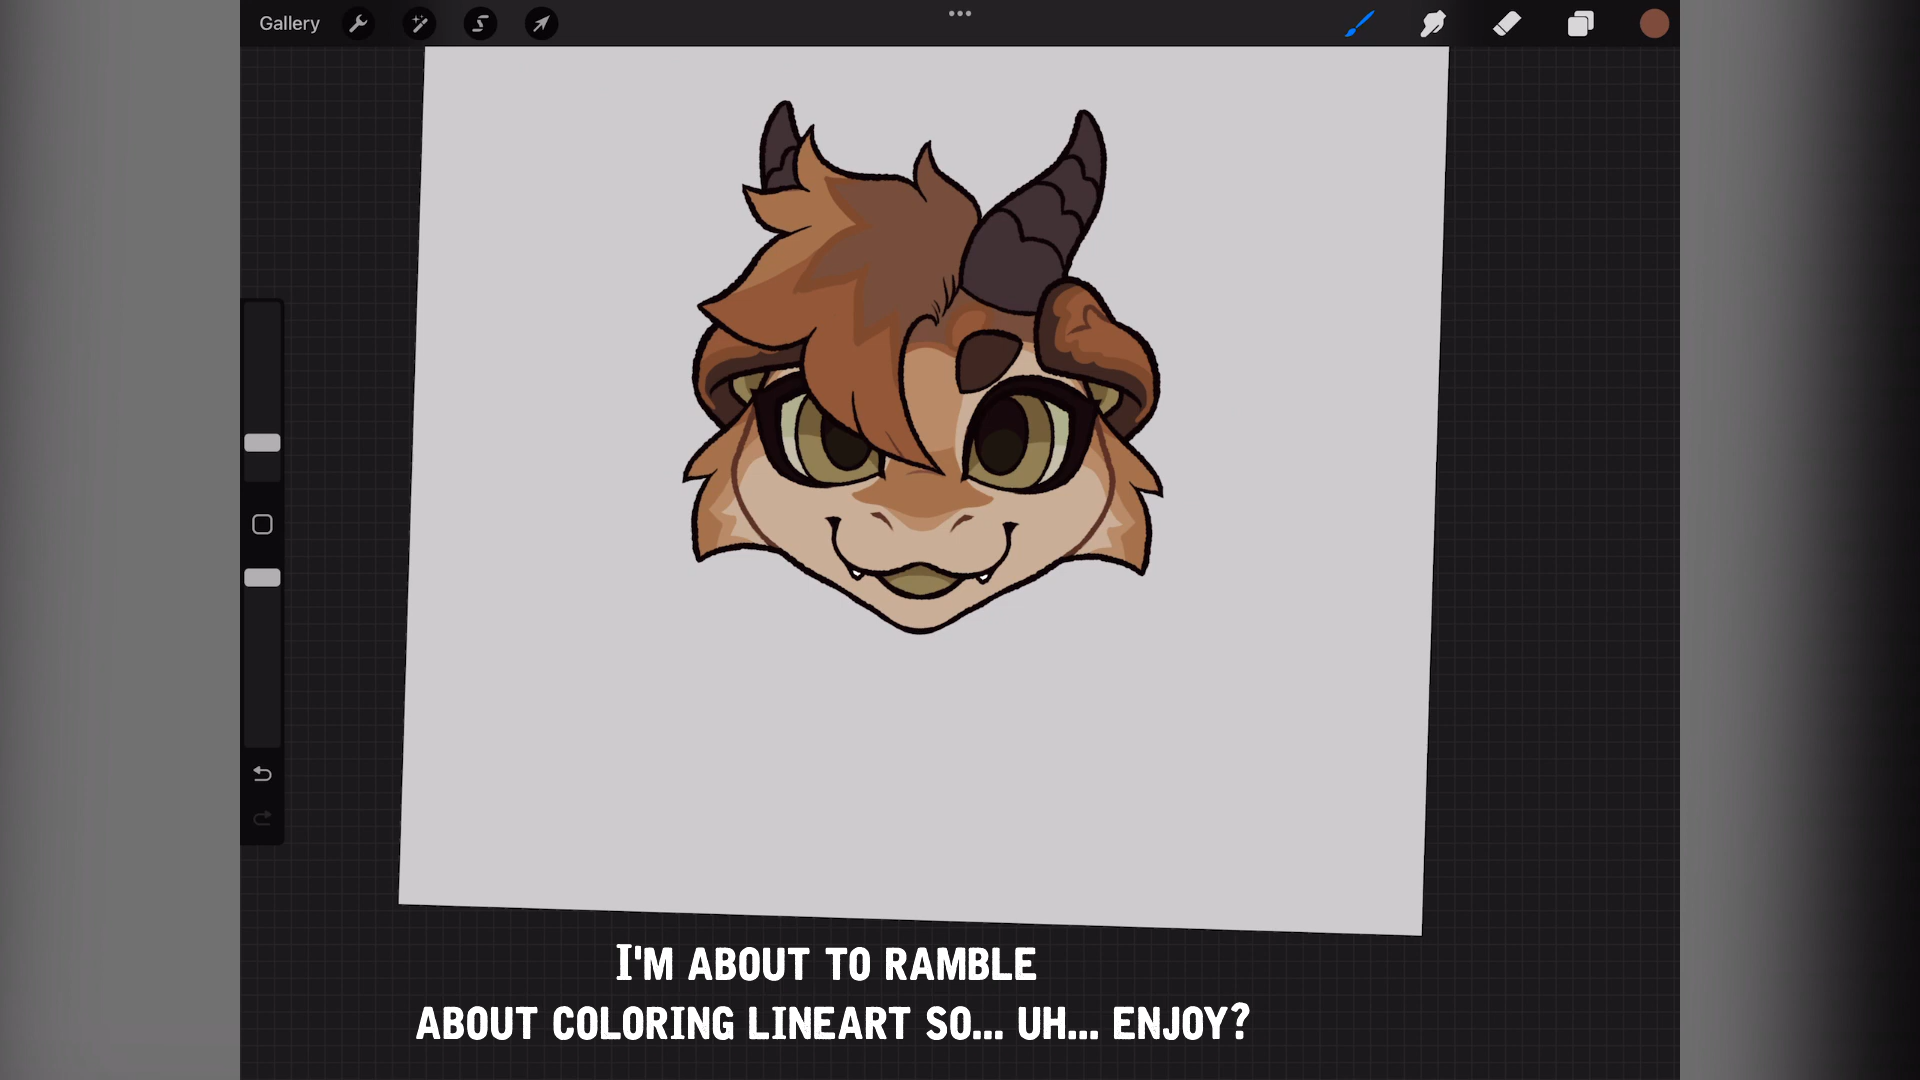 Gallery
I'M ABOUT TO RAMBLE
ABOUT COLORING LINEART SO... UH... ENJOY?